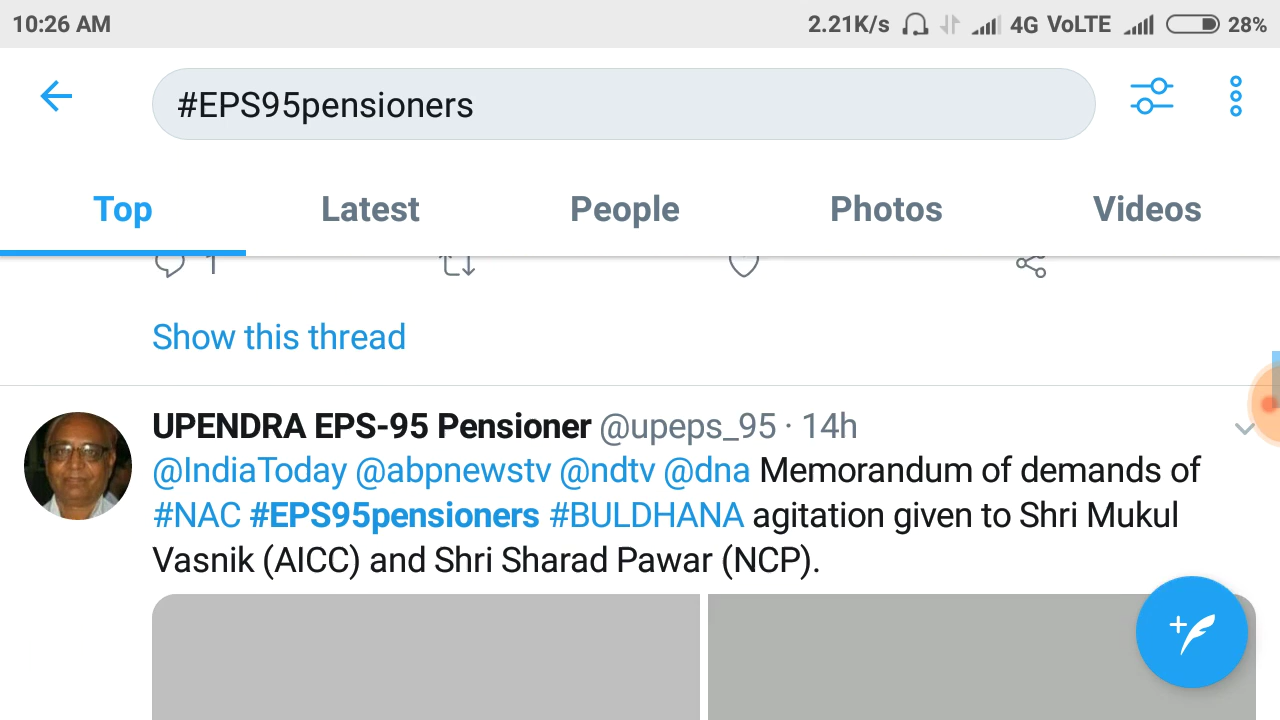 10:26 AM 2.21K/s 4G VoLTE 28%
#EPS95pensioners
Top Latest People Photos Videos
1
Show this thread
UPENDRA EPS-95 Pensioner @upeps_95 · 14h
@IndiaToday @abpnewstv @ndtv @dna Memorandum of demands of
#NAC #EPS95pensioners #BULDHANA agitation given to Shri Mukul
Vasnik (AICC) and Shri Sharad Pawar (NCP).